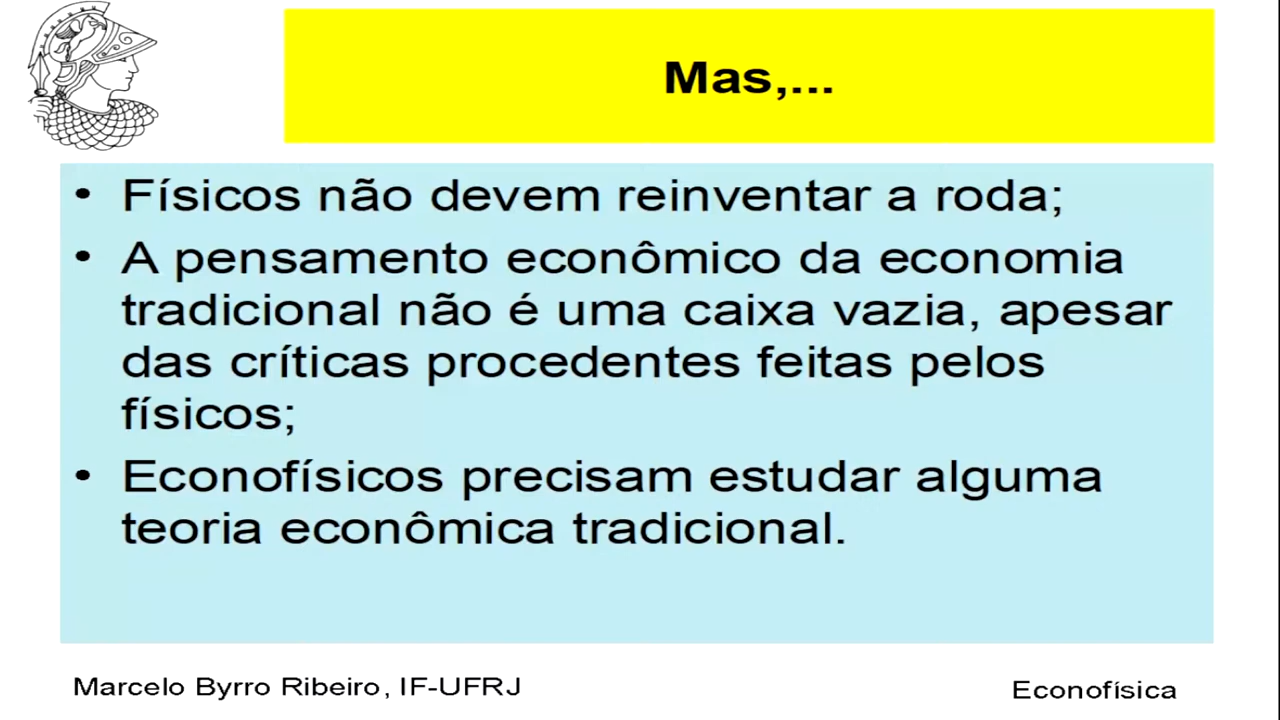 Mas,...
• Físicos não devem reinventar a roda;
• A pensamento econômico da economia
tradicional não é uma caixa vazia, apesar
das críticas procedentes feitas pelos
físicos;
• Econofísicos precisam estudar alguma
teoria econômica tradicional.
Marcelo Byrro Ribeiro, IF-UFRJ
Econofísica